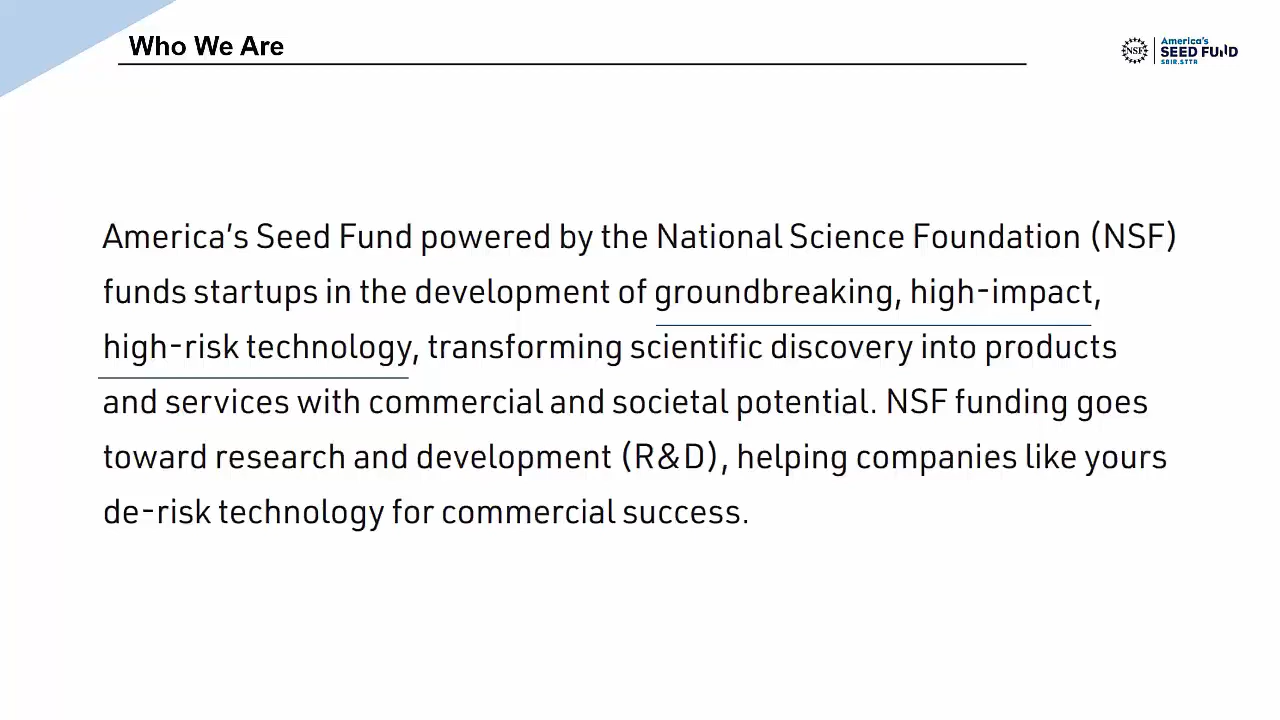 Who We Are
NSF
America's
SEED FUND
SBIR.STTR
America's Seed Fund powered by the National Science Foundation (NSF)
funds startups in the development of groundbreaking, high-impact,
high-risk technology, transforming scientific discovery into products
and services with commercial and societal potential. NSF funding goes
toward research and development (R&D), helping companies like yours
de-risk technology for commercial success.